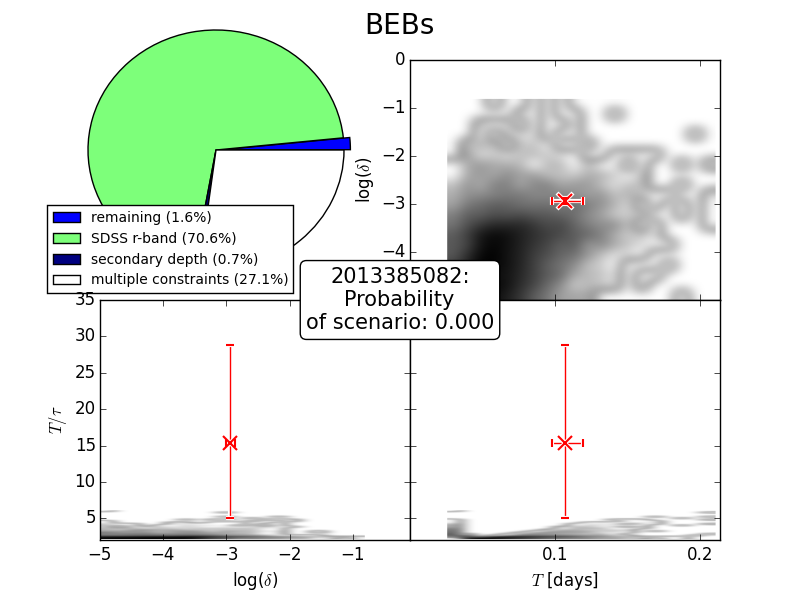 BEBs
remaining (1.6%)
SDSS r-band (70.6%)
secondary depth (0.7%)
multiple constraints (27.1%)
0
−1
−2
−3
−4
log(δ)
2013385082:
Probability
of scenario: 0.000
35
30
25
20
15
10
5
T/τ
−5 −4 −3 −2 −1
log(δ)
0.1 0.2
T [days]